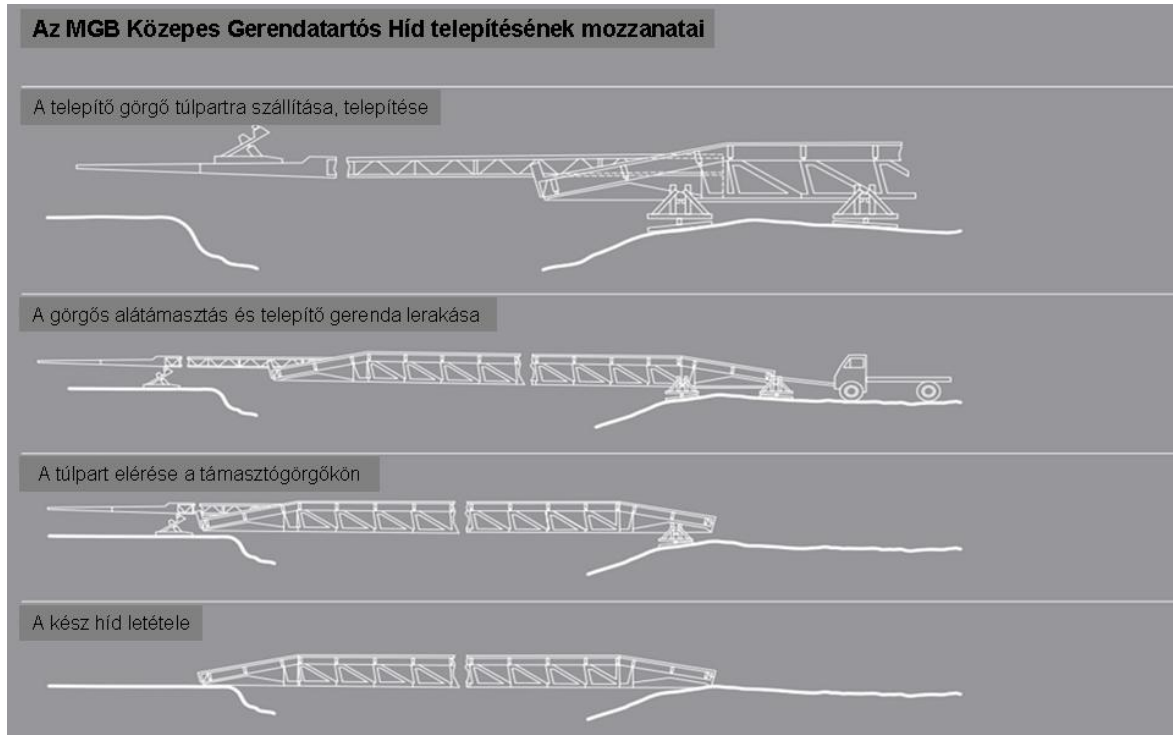 Az MGB Közepes Gerendatartós Híd telepítésének mozzanatai
A telepítő görgő túlpartra szállítása, telepítése
A görgős alátámasztás és telepítő gerenda lerakása
A túlpart elérése a támasztógörgőkön
A kész híd letétele